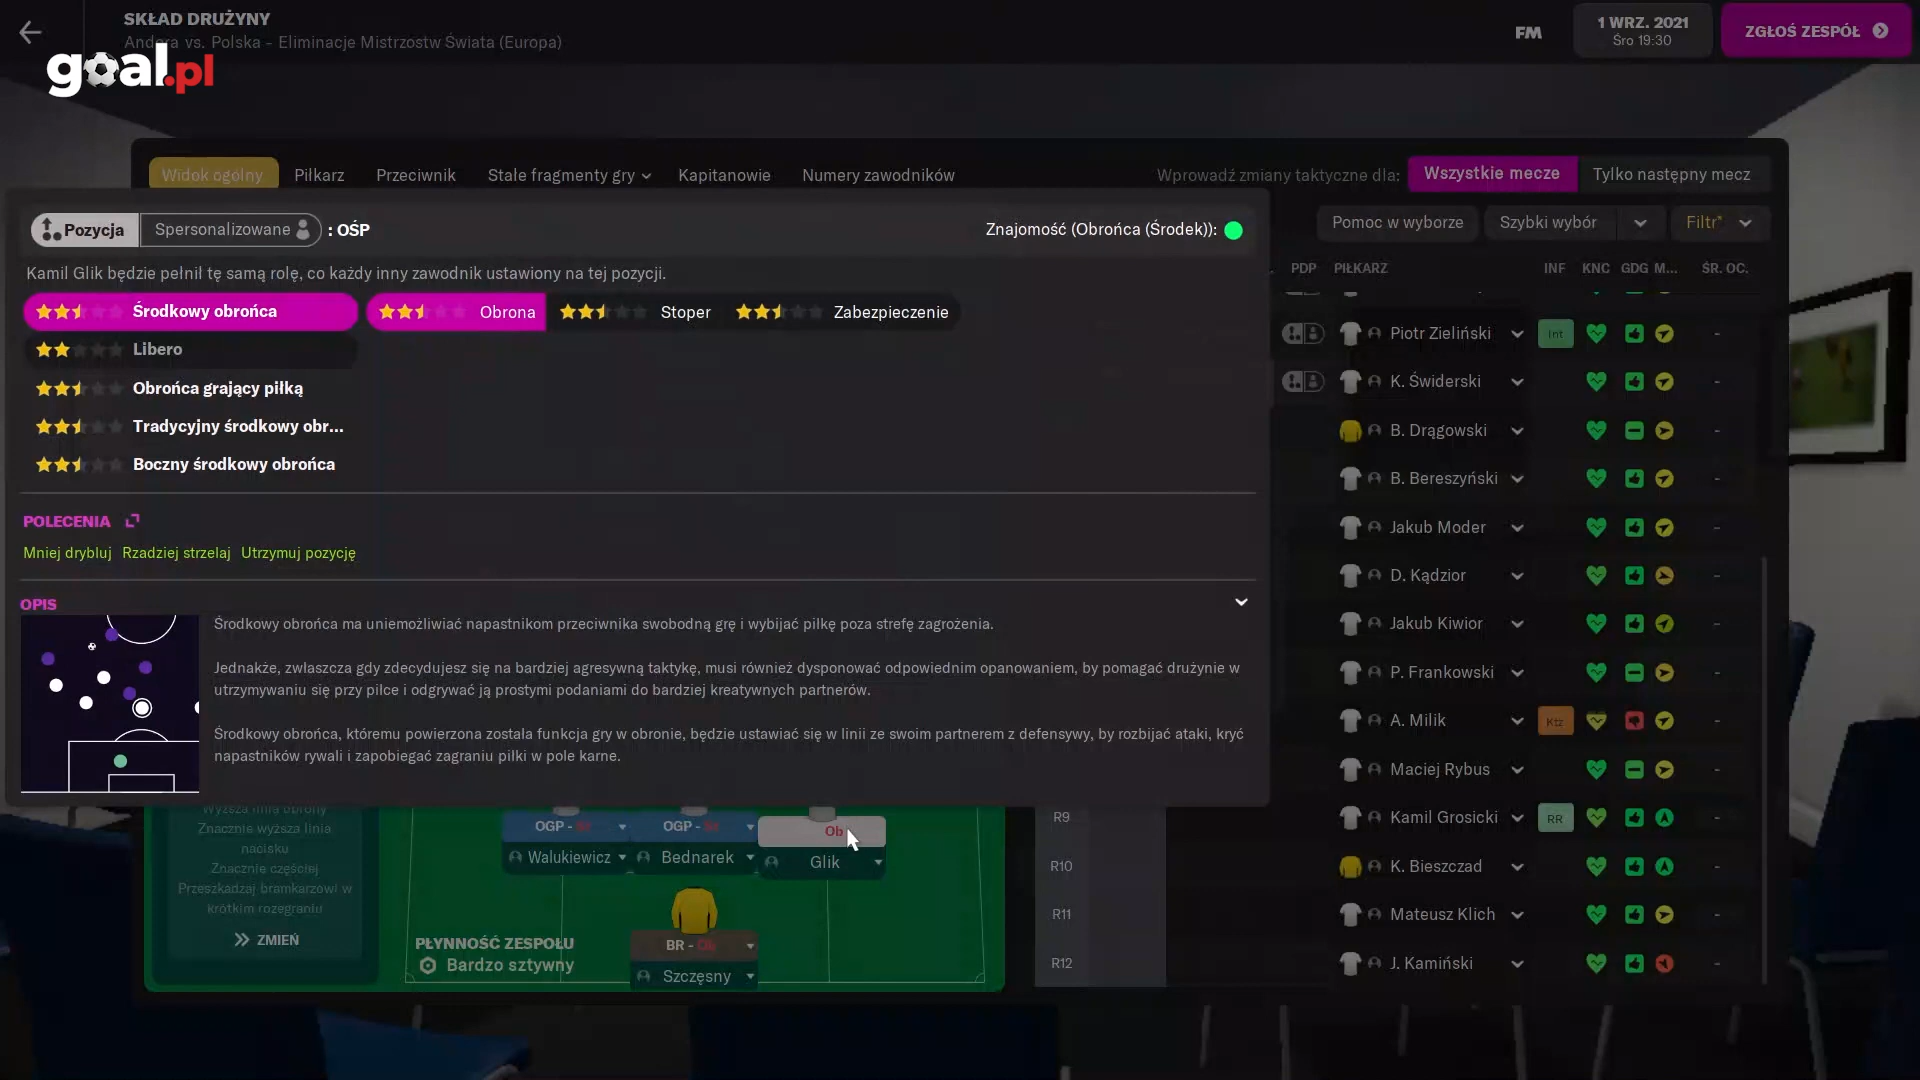 SKŁAD DRUŻYNY
Andora vs. Polska - Eliminacje Mistrzostw Świata (Europa)
FM
1 WRZ. 2021
Śro 19:30
ZGŁOŚ ZESPÓŁ
goal.pl
Widok ogólny
Piłkarz
Przeciwnik
Stałe fragmenty gry
Kapitanowie
Numery zawodników
Wprowadź zmiany taktyczne dla:
Wszystkie mecze
Tylko następny mecz
Pozycja
Spersonalizowane
: OŚP
Znajomość (Obrońca (Środek)):
Pomoc w wyborze
Szybki wybór
Filtr*
Kamil Glik będzie pełnił tę samą rolę, co każdy inny zawodnik ustawiony na tej pozycji.
PDP PIŁKARZ INF KNC GDG M... ŚR. OC.
Środkowy obrońca
Obrona
Stoper
Zabezpieczenie
Libero
Obrońca grający piłką
Tradycyjny środkowy obr...
Boczny środkowy obrońca
POLECENIA
Mniej drybluj Rzadziej strzelaj Utrzymuj pozycję
OPIS
Środkowy obrońca ma uniemożliwiać napastnikom przeciwnika swobodną grę i wybijać piłkę poza strefę zagrożenia.
Jednakże, zwłaszcza gdy zdecydujesz się na bardziej agresywną taktykę, musi również dysponować odpowiednim opanowaniem, by pomagać drużynie w
utrzymywaniu się przy piłce i odgrywać ją prostymi podaniami do bardziej kreatywnych partnerów.
Środkowy obrońca, któremu powierzona została funkcja gry w obronie, będzie ustawiać się w linii ze swoim partnerem z defensywy, by rozbijać ataki, kryć
napastników rywali i zapobiegać zagraniu piłki w pole karne.
Piotr Zieliński Int -
K. Świderski -
B. Drągowski -
B. Bereszyński -
Jakub Moder -
D. Kądzior -
Jakub Kiwior -
P. Frankowski -
A. Milik Ktz -
Maciej Rybus -
R9 Kamil Grosicki RR -
R10 K. Bieszczad -
R11 Mateusz Klich -
R12 J. Kamiński -
Wyższa linia obrony
Znacznie wyższa linia
nacisku
Znacznie częściej
Przeszkadzaj bramkarzowi w
krótkim rozegraniu
ZMIEŃ
OGP -
OGP -
Ob
Walukiewicz
Bednarek
Glik
PŁYNNOŚĆ ZESPOŁU
Bardzo sztywny
BR - Ob
Szczęsny